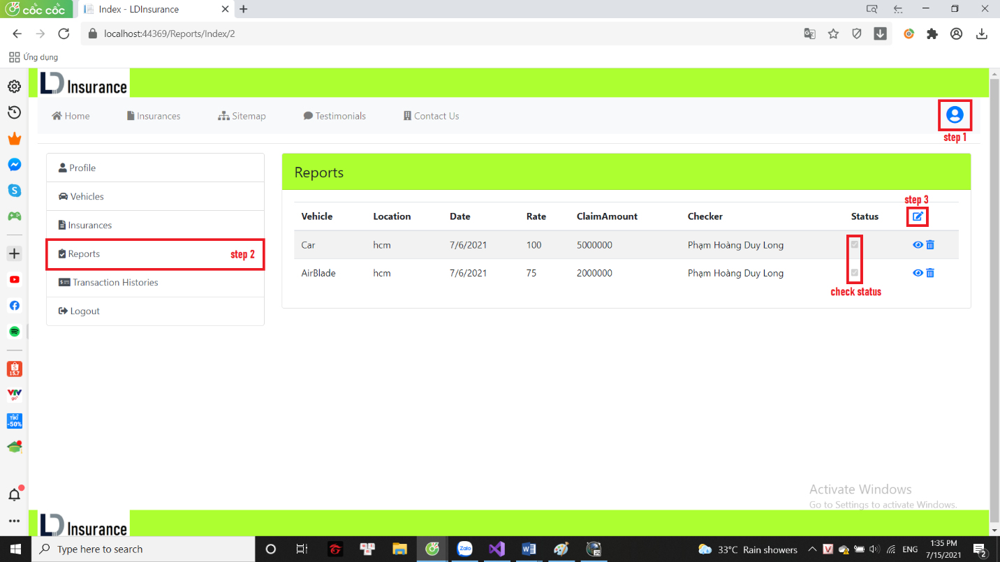 cốc cốc
Index - LDInsurance
localhost:44369/Reports/Index/2
Ứng dụng
LD Insurance
Home Insurances Sitemap Testimonials Contact Us
step 1
Profile
Vehicles
Insurances
Reports step 2
Transaction Histories
Logout
Reports
step 3
Vehicle Location Date Rate ClaimAmount Checker Status
Car hcm 7/6/2021 100 5000000 Phạm Hoàng Duy Long
AirBlade hcm 7/6/2021 75 2000000 Phạm Hoàng Duy Long
check status
15.7
VTV
go
TIKI
-50%
Activate Windows
Go to Settings to activate Windows.
LD Insurance
Type here to search
Zalo
33°C Rain showers
ENG
1:35 PM
7/15/2021
2